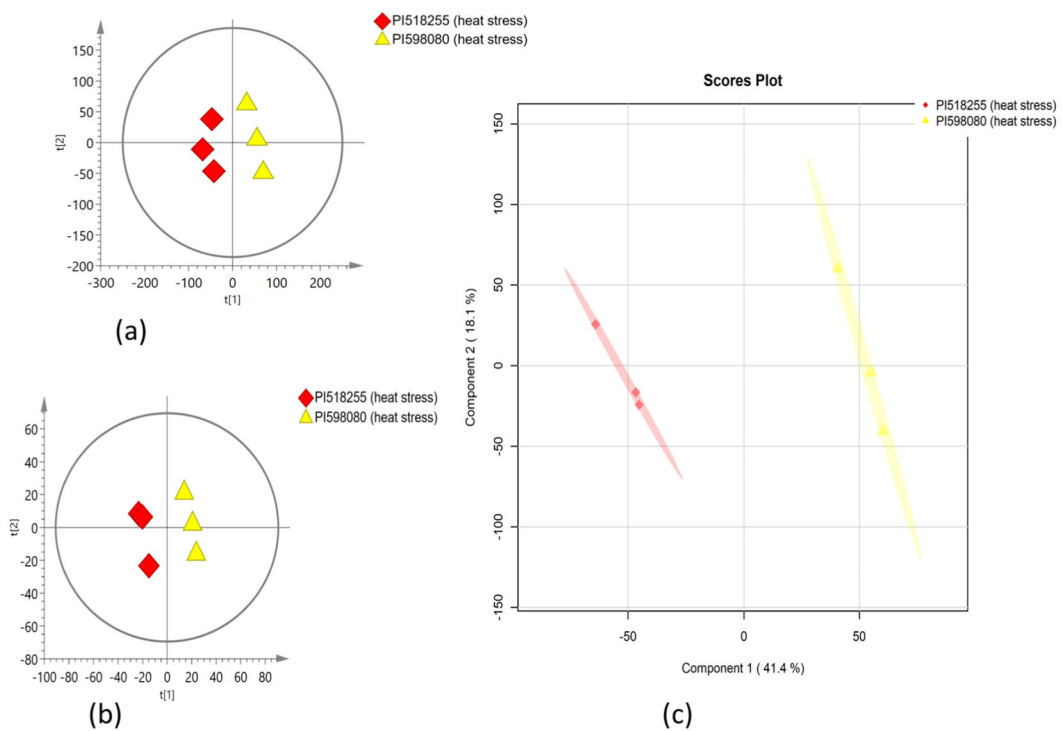 PI518255 (heat stress)
PI598080 (heat stress)
150
100
50
0
-50
-100
-150
-200
t[2]
-300 -200 -100 0 100 200
t[1]
(a)
PI518255 (heat stress)
PI598080 (heat stress)
60
40
20
0
-20
-40
-60
-80
t[2]
-100 -80 -60 -40 -20 0 20 40 60 80
t[1]
(b)
Scores Plot
PI518255 (heat stress)
PI598080 (heat stress)
150
100
50
0
-50
-100
-150
Component 2 ( 18.1 %)
-50 0 50
Component 1 ( 41.4 %)
(c)